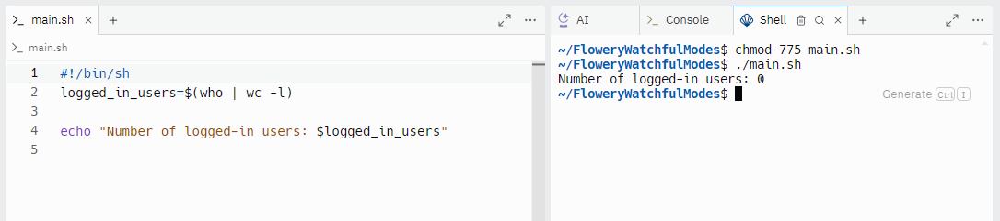 main.sh
main.sh
1 #!/bin/sh
2 logged_in_users=$(who | wc -l)
3
4 echo "Number of logged-in users: $logged_in_users"
5
AI
Console
Shell
~/FloweryWatchfulModes$ chmod 775 main.sh
~/FloweryWatchfulModes$ ./main.sh
Number of logged-in users: 0
~/FloweryWatchfulModes$
Generate Ctrl I